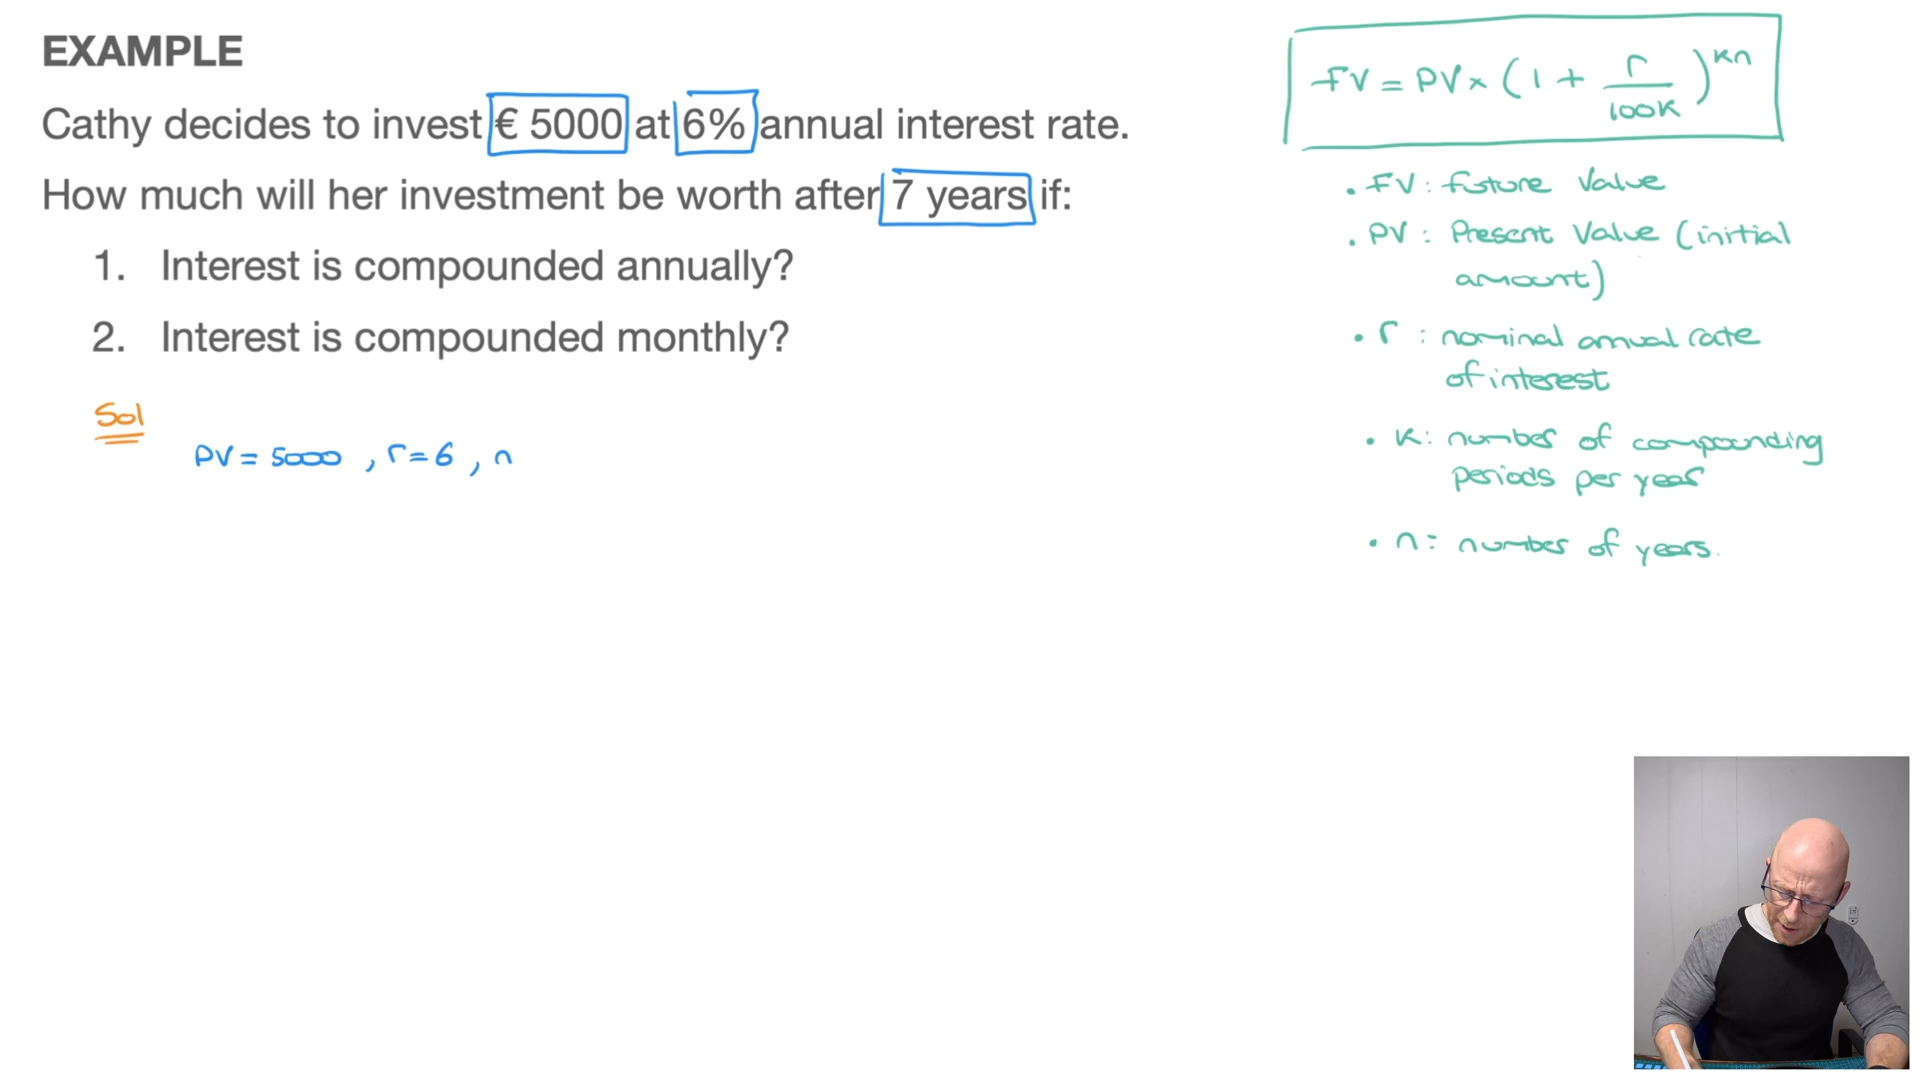 EXAMPLE
Cathy decides to invest € 5000 at 6% annual interest rate.
How much will her investment be worth after 7 years if:
1. Interest is compounded annually?
2. Interest is compounded monthly?
Sol
PV = 5000 , r = 6 , n
FV = PV × (1 + r/100k)^kn
• FV : Future Value
• PV : Present Value (initial
amount)
• r : nominal annual rate
of interest
• k : number of compounding
periods per year
• n : number of years.